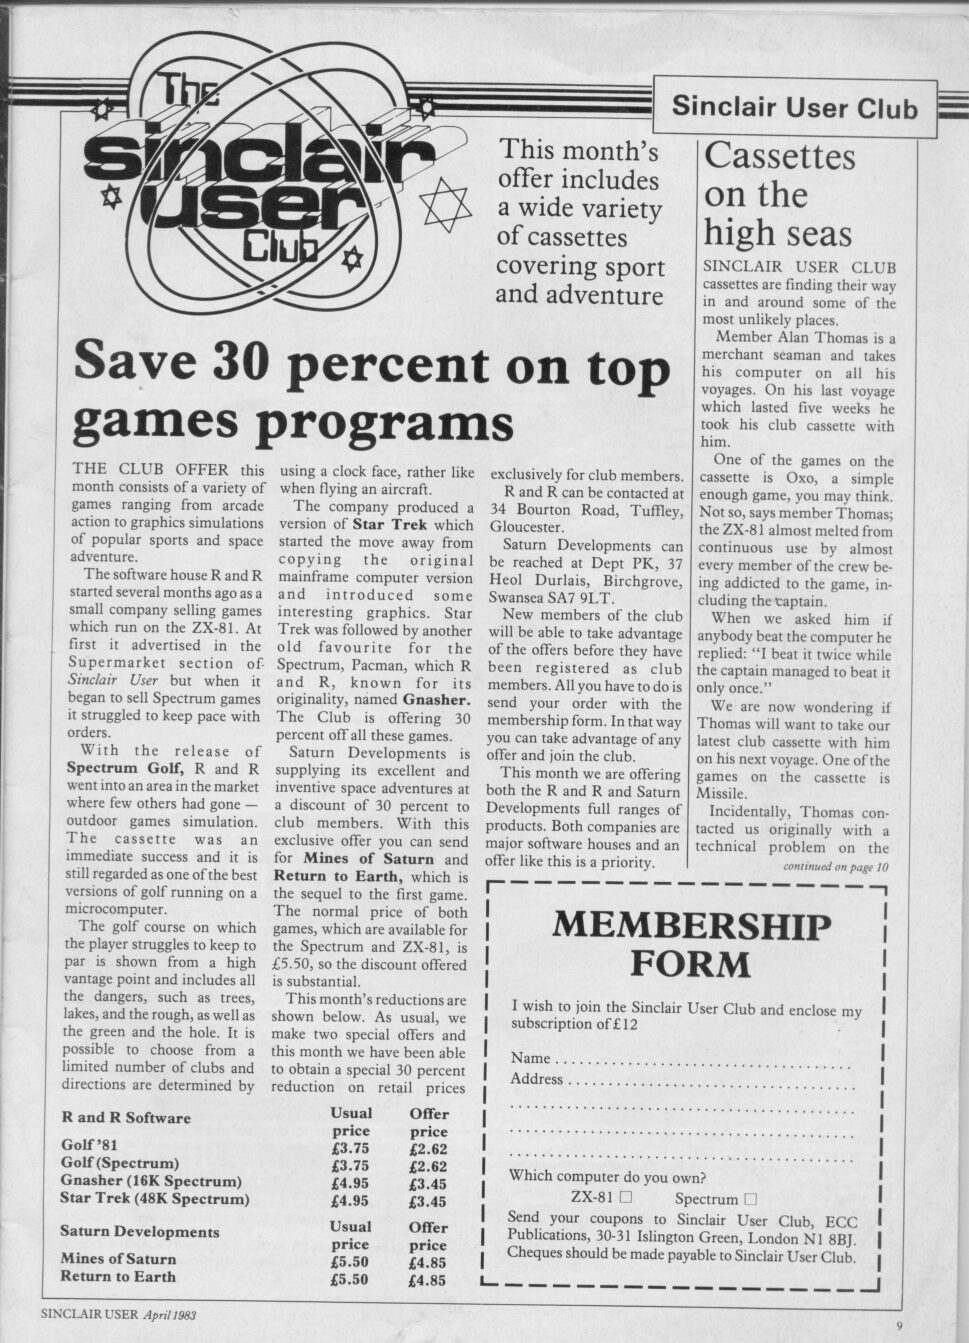 The
sinclair
user
Club
Sinclair User Club
This month's
offer includes
a wide variety
of cassettes
covering sport
and adventure
Save 30 percent on top
games programs
THE CLUB OFFER this
month consists of a variety of
games ranging from arcade
action to graphics simulations
of popular sports and space
adventure.
The software house R and R
started several months ago as a
small company selling games
which run on the ZX-81. At
first it advertised in the
Supermarket section of
Sinclair User but when it
began to sell Spectrum games
it struggled to keep pace with
orders.
With the release of
Spectrum Golf, R and R
went into an area in the market
where few others had gone —
outdoor games simulation.
The cassette was an
immediate success and it is
still regarded as one of the best
versions of golf running on a
microcomputer.
The golf course on which
the player struggles to keep to
par is shown from a high
vantage point and includes all
the dangers, such as trees,
lakes, and the rough, as well as
the green and the hole. It is
possible to choose from a
limited number of clubs and
directions are determined by
using a clock face, rather like
when flying an aircraft.
The company produced a
version of Star Trek which
started the move away from
copying the original
mainframe computer version
and introduced some
interesting graphics. Star
Trek was followed by another
old favourite for the
Spectrum, Pacman, which R
and R, known for its
originality, named Gnasher.
The Club is offering 30
percent off all these games.
Saturn Developments is
supplying its excellent and
inventive space adventures at
a discount of 30 percent to
club members. With this
exclusive offer you can send
for Mines of Saturn and
Return to Earth, which is
the sequel to the first game.
The normal price of both
games, which are available for
the Spectrum and ZX-81, is
£5.50, so the discount offered
is substantial.
This month's reductions are
shown below. As usual, we
make two special offers and
this month we have been able
to obtain a special 30 percent
reduction on retail prices
exclusively for club members.
R and R can be contacted at
34 Bourton Road, Tuffley,
Gloucester.
Saturn Developments can
be reached at Dept PK, 37
Heol Durlais, Birchgrove,
Swansea SA7 9LT.
New members of the club
will be able to take advantage
of the offers before they have
been registered as club
members. All you have to do is
send your order with the
membership form. In that way
you can take advantage of any
offer and join the club.
This month we are offering
both the R and R and Saturn
Developments full ranges of
products. Both companies are
major software houses and an
offer like this is a priority.
Cassettes
on the
high seas
SINCLAIR USER CLUB
cassettes are finding their way
in and around some of the
most unlikely places.
Member Alan Thomas is a
merchant seaman and takes
his computer on all his
voyages. On his last voyage
which lasted five weeks he
took his club cassette with
him.
One of the games on the
cassette is Oxo, a simple
enough game, you may think.
Not so, says member Thomas;
the ZX-81 almost melted from
continuous use by almost
every member of the crew be-
ing addicted to the game, in-
cluding the captain.
When we asked him if
anybody beat the computer he
replied: "I beat it twice while
the captain managed to beat it
only once."
We are now wondering if
Thomas will want to take our
latest club cassette with him
on his next voyage. One of the
games on the cassette is
Missile.
Incidentally, Thomas con-
tacted us originally with a
technical problem on the
continued on page 10
R and R Software Usual Offer
price price
Golf '81 £3.75 £2.62
Golf (Spectrum) £3.75 £2.62
Gnasher (16K Spectrum) £4.95 £3.45
Star Trek (48K Spectrum) £4.95 £3.45
Saturn Developments Usual Offer
price price
Mines of Saturn £5.50 £4.85
Return to Earth £5.50 £4.85
MEMBERSHIP
FORM
I wish to join the Sinclair User Club and enclose my
subscription of £12
Name
Address
Which computer do you own?
ZX-81 □ Spectrum □
Send your coupons to Sinclair User Club, ECC
Publications, 30-31 Islington Green, London N1 8BJ.
Cheques should be made payable to Sinclair User Club.
SINCLAIR USER April 1983
9